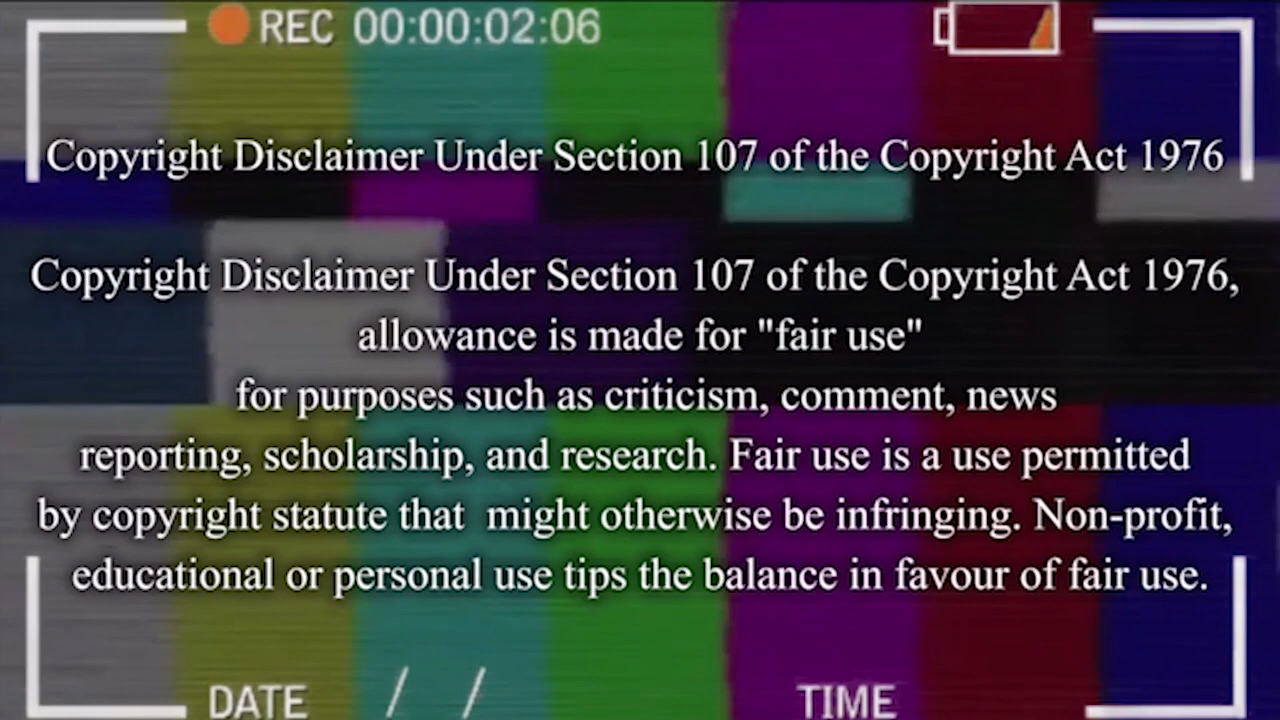 REC 00:00:02:06
Copyright Disclaimer Under Section 107 of the Copyright Act 1976
Copyright Disclaimer Under Section 107 of the Copyright Act 1976,
allowance is made for "fair use"
for purposes such as criticism, comment, news
reporting, scholarship, and research. Fair use is a use permitted
by copyright statute that  might otherwise be infringing. Non-profit,
educational or personal use tips the balance in favour of fair use.
DATE / / TIME